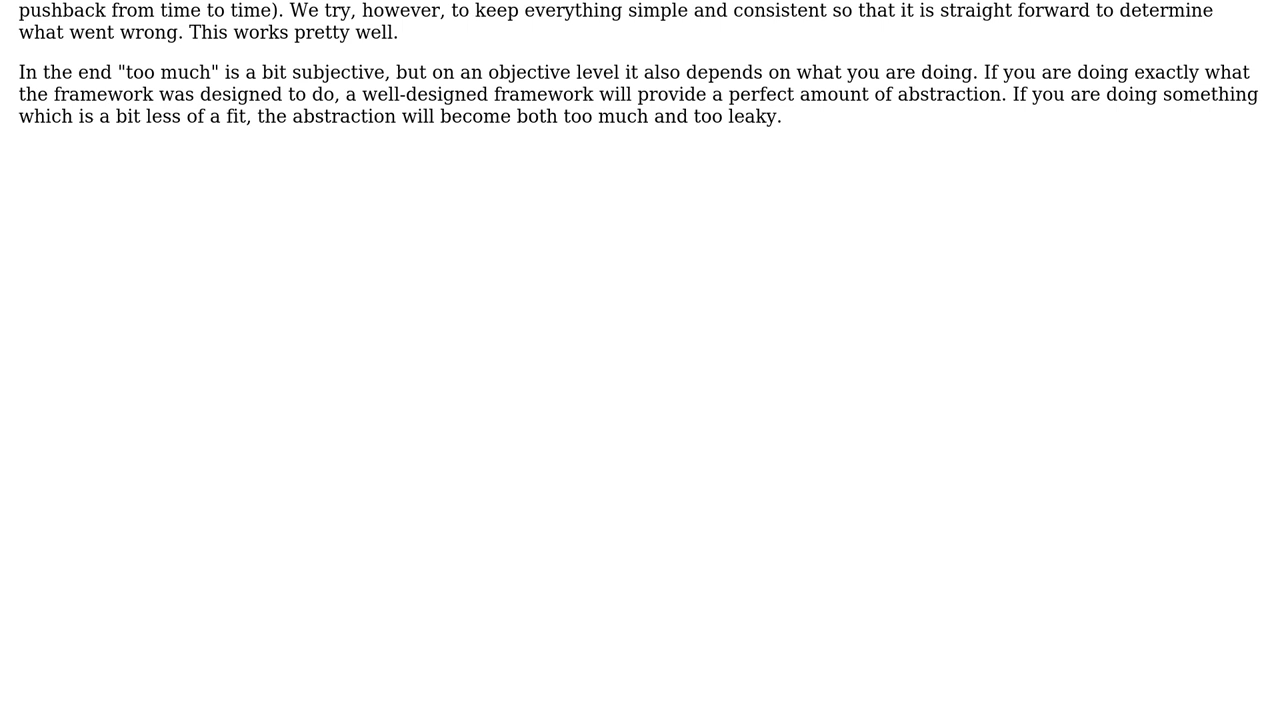 pushback from time to time). We try, however, to keep everything simple and consistent so that it is straight forward to determine
what went wrong. This works pretty well.
In the end "too much" is a bit subjective, but on an objective level it also depends on what you are doing. If you are doing exactly what
the framework was designed to do, a well-designed framework will provide a perfect amount of abstraction. If you are doing something
which is a bit less of a fit, the abstraction will become both too much and too leaky.